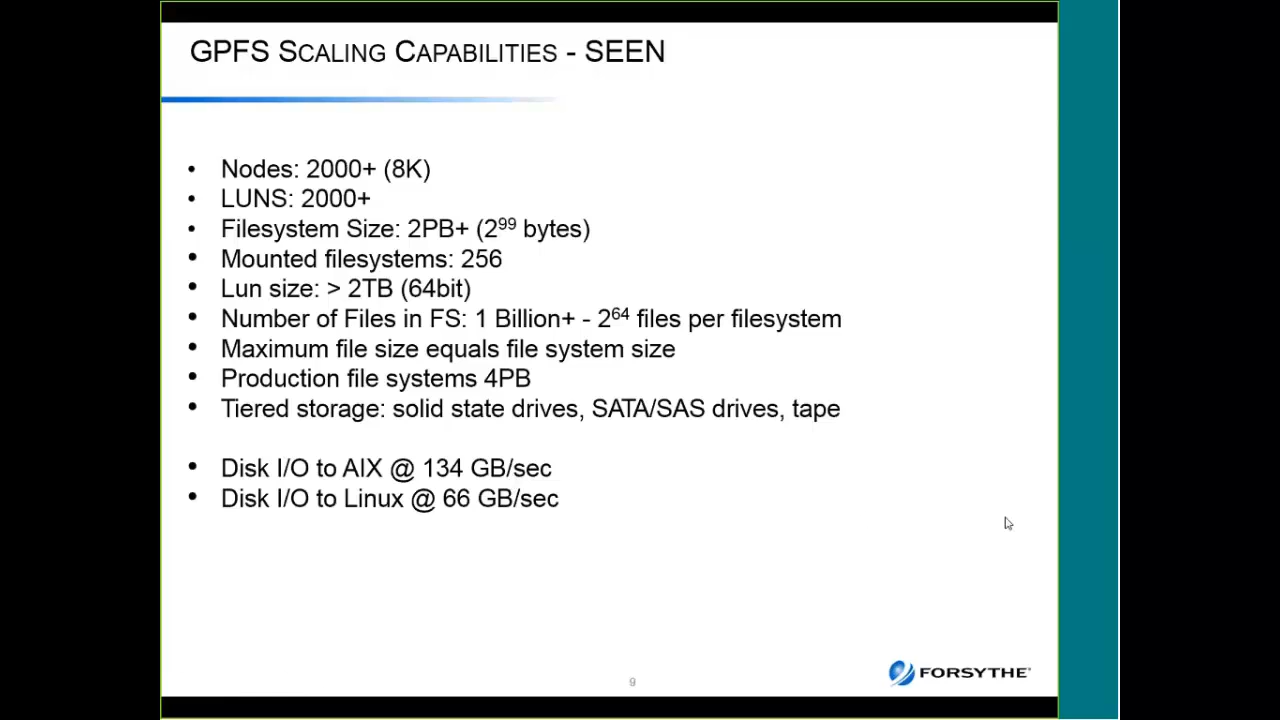 GPFS SCALING CAPABILITIES - SEEN
• Nodes: 2000+ (8K)
• LUNS: 2000+
• Filesystem Size: 2PB+ (2⁹⁹ bytes)
• Mounted filesystems: 256
• Lun size: > 2TB (64bit)
• Number of Files in FS: 1 Billion+ - 2⁶⁴ files per filesystem
• Maximum file size equals file system size
• Production file systems 4PB
• Tiered storage: solid state drives, SATA/SAS drives, tape
• Disk I/O to AIX @ 134 GB/sec
• Disk I/O to Linux @ 66 GB/sec
9
FORSYTHE